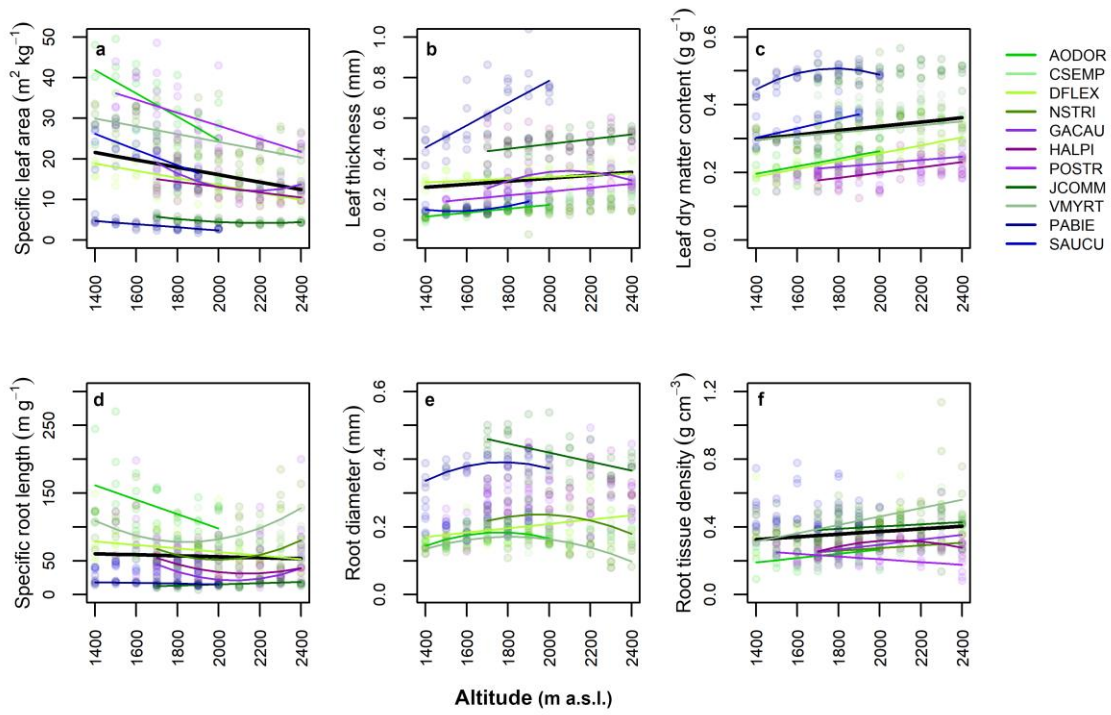 a
Specific leaf area (m² kg⁻¹)
0 10 20 30 40 50
1400 1600 1800 2000 2200 2400
b
Leaf thickness (mm)
0.0 0.2 0.4 0.6 0.8 1.0
1400 1600 1800 2000 2200 2400
c
Leaf dry matter content (g g⁻¹)
0.0 0.2 0.4 0.6
1400 1600 1800 2000 2200 2400
AODOR
CSEMP
DFLEX
NSTRI
GACAU
HALPI
POSTR
JCOMM
VMYRT
PABIE
SAUCU
d
Specific root length (m g⁻¹)
0 50 150 250
1400 1600 1800 2000 2200 2400
e
Root diameter (mm)
0.0 0.2 0.4 0.6
1400 1600 1800 2000 2200 2400
f
Root tissue density (g cm⁻³)
0.0 0.4 0.8 1.2
1400 1600 1800 2000 2200 2400
Altitude (m a.s.l.)